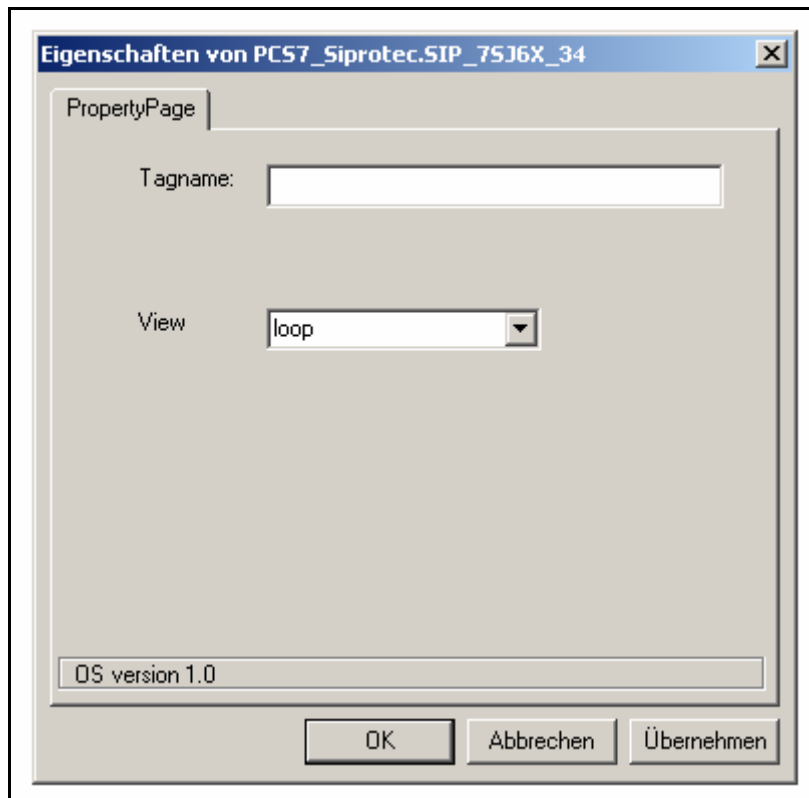 Eigenschaften von PCS7_Siprotec.SIP_7SJ6X_34
PropertyPage
Tagname:
View
loop
OS version 1.0
OK
Abbrechen
Übernehmen